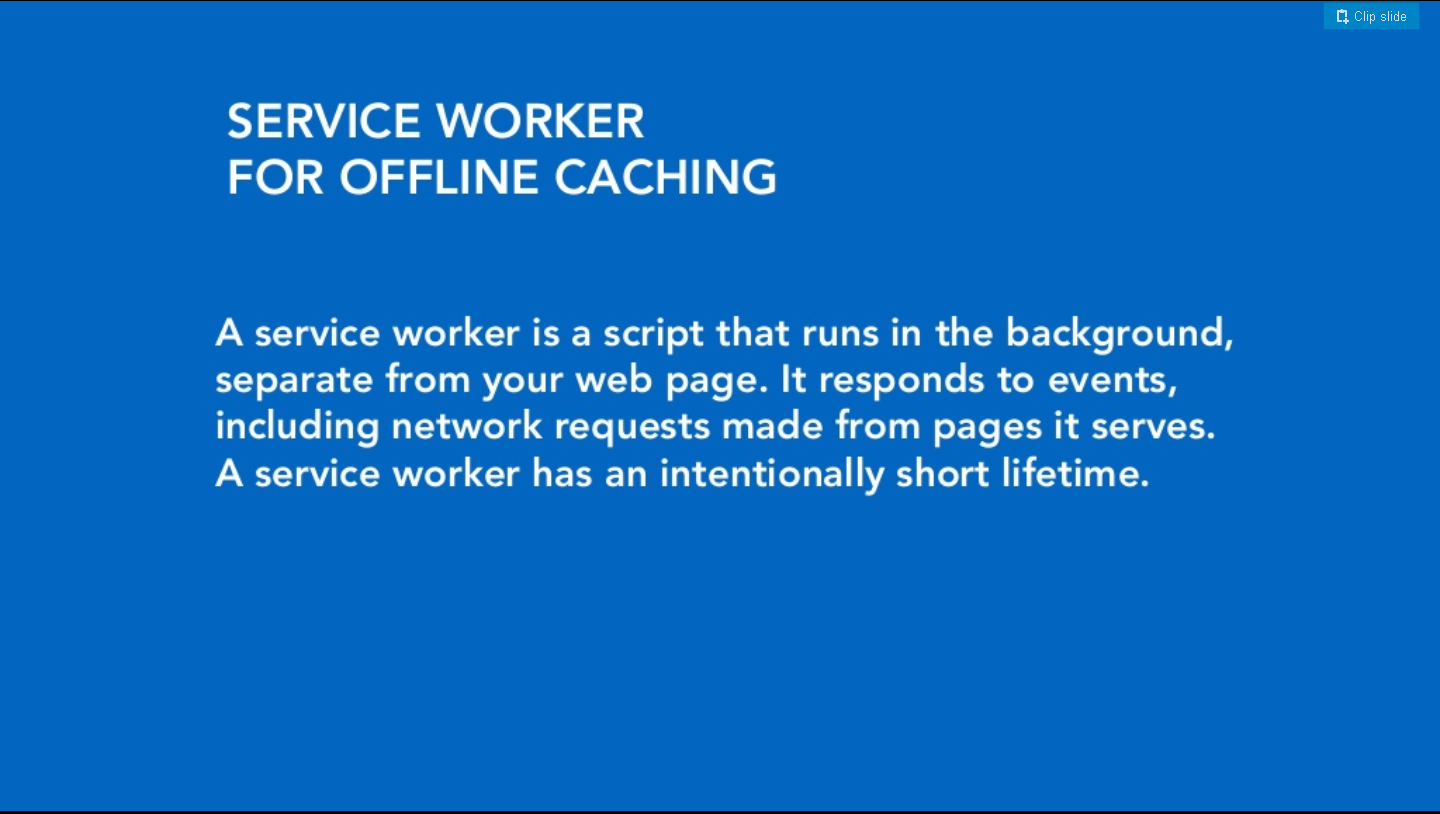 Clip slide
SERVICE WORKER
FOR OFFLINE CACHING
A service worker is a script that runs in the background,
separate from your web page. It responds to events,
including network requests made from pages it serves.
A service worker has an intentionally short lifetime.